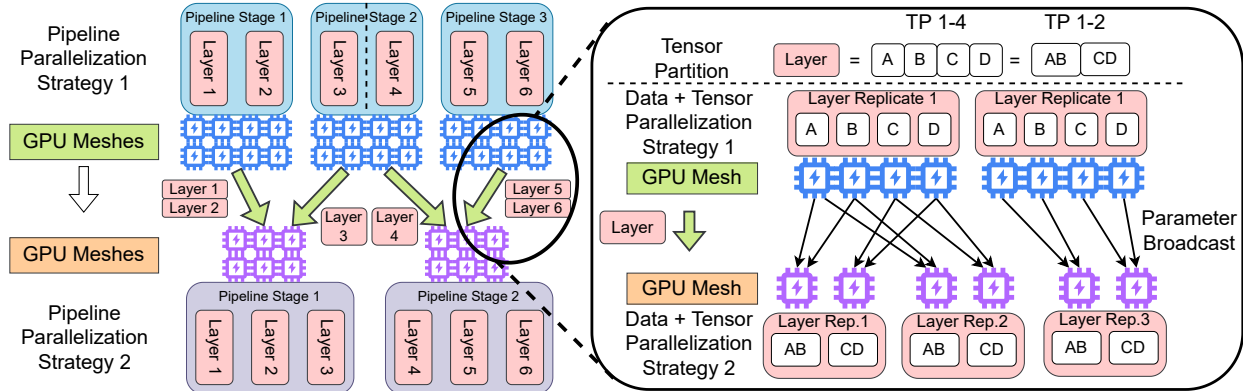 Pipeline
Parallelization
Strategy 1
Pipeline Stage 1
Layer 1
Layer 2
Pipeline Stage 2
Layer 3
Layer 4
Pipeline Stage 3
Layer 5
Layer 6
GPU Meshes
Layer 1
Layer 2
Layer
3
Layer
4
Layer 5
Layer 6
GPU Meshes
Pipeline
Parallelization
Strategy 2
Pipeline Stage 1
Layer 1
Layer 2
Layer 3
Pipeline Stage 2
Layer 4
Layer 5
Layer 6
TP 1-4
TP 1-2
Tensor
Partition
Layer = A B C D = AB CD
Data + Tensor
Parallelization
Strategy 1
Layer Replicate 1
A B C D
Layer Replicate 1
A B C D
GPU Mesh
Layer
Parameter
Broadcast
GPU Mesh
Data + Tensor
Parallelization
Strategy 2
Layer Rep.1
AB CD
Layer Rep.2
AB CD
Layer Rep.3
AB CD